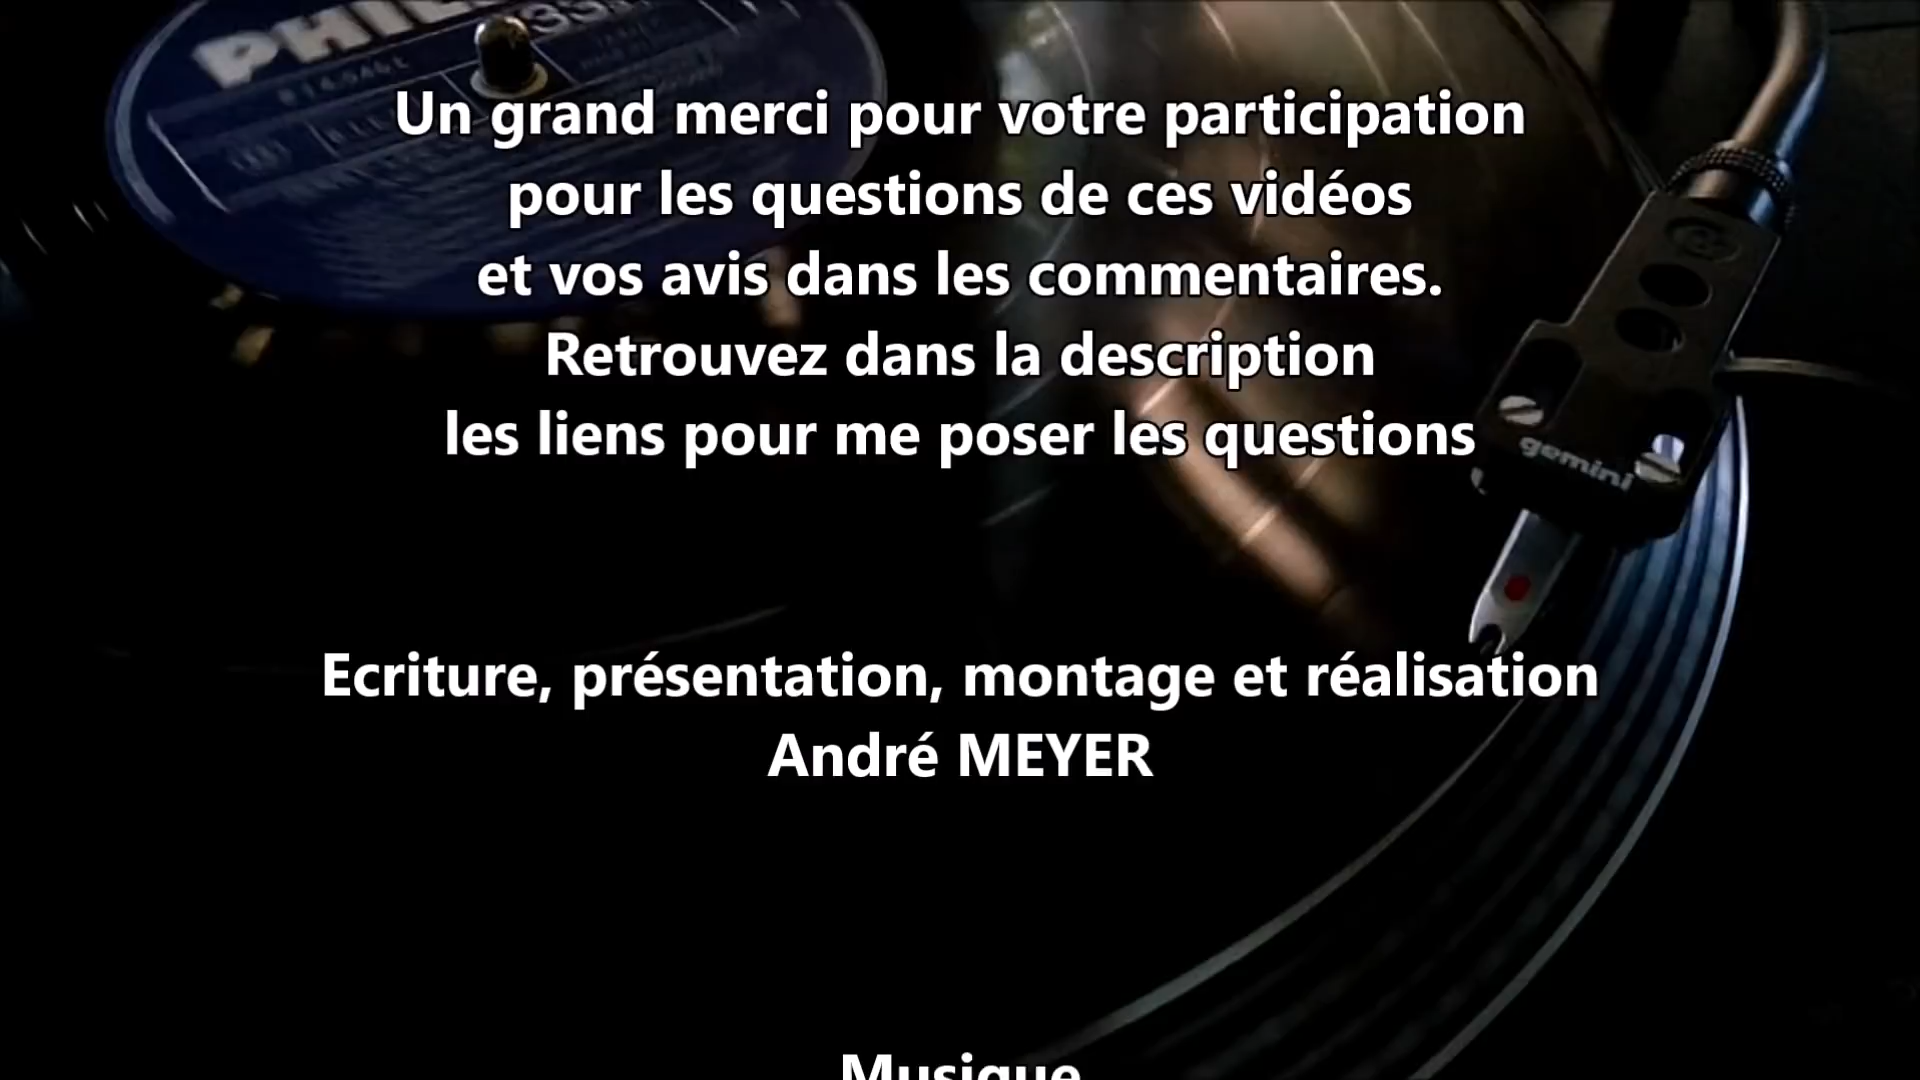 PHIL
33
Un grand merci pour votre participation
pour les questions de ces vidéos
et vos avis dans les commentaires.
Retrouvez dans la description
les liens pour me poser les questions
gemini
Ecriture, présentation, montage et réalisation
André MEYER
Musique